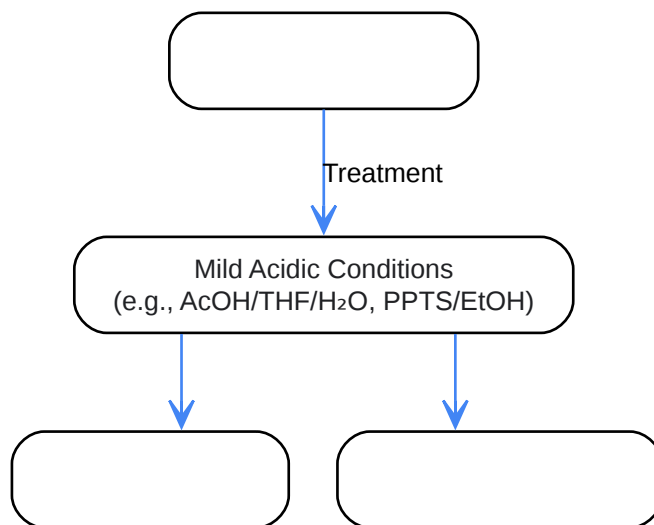 Treatment
Mild Acidic Conditions
(e.g., AcOH/THF/H₂O, PPTS/EtOH)